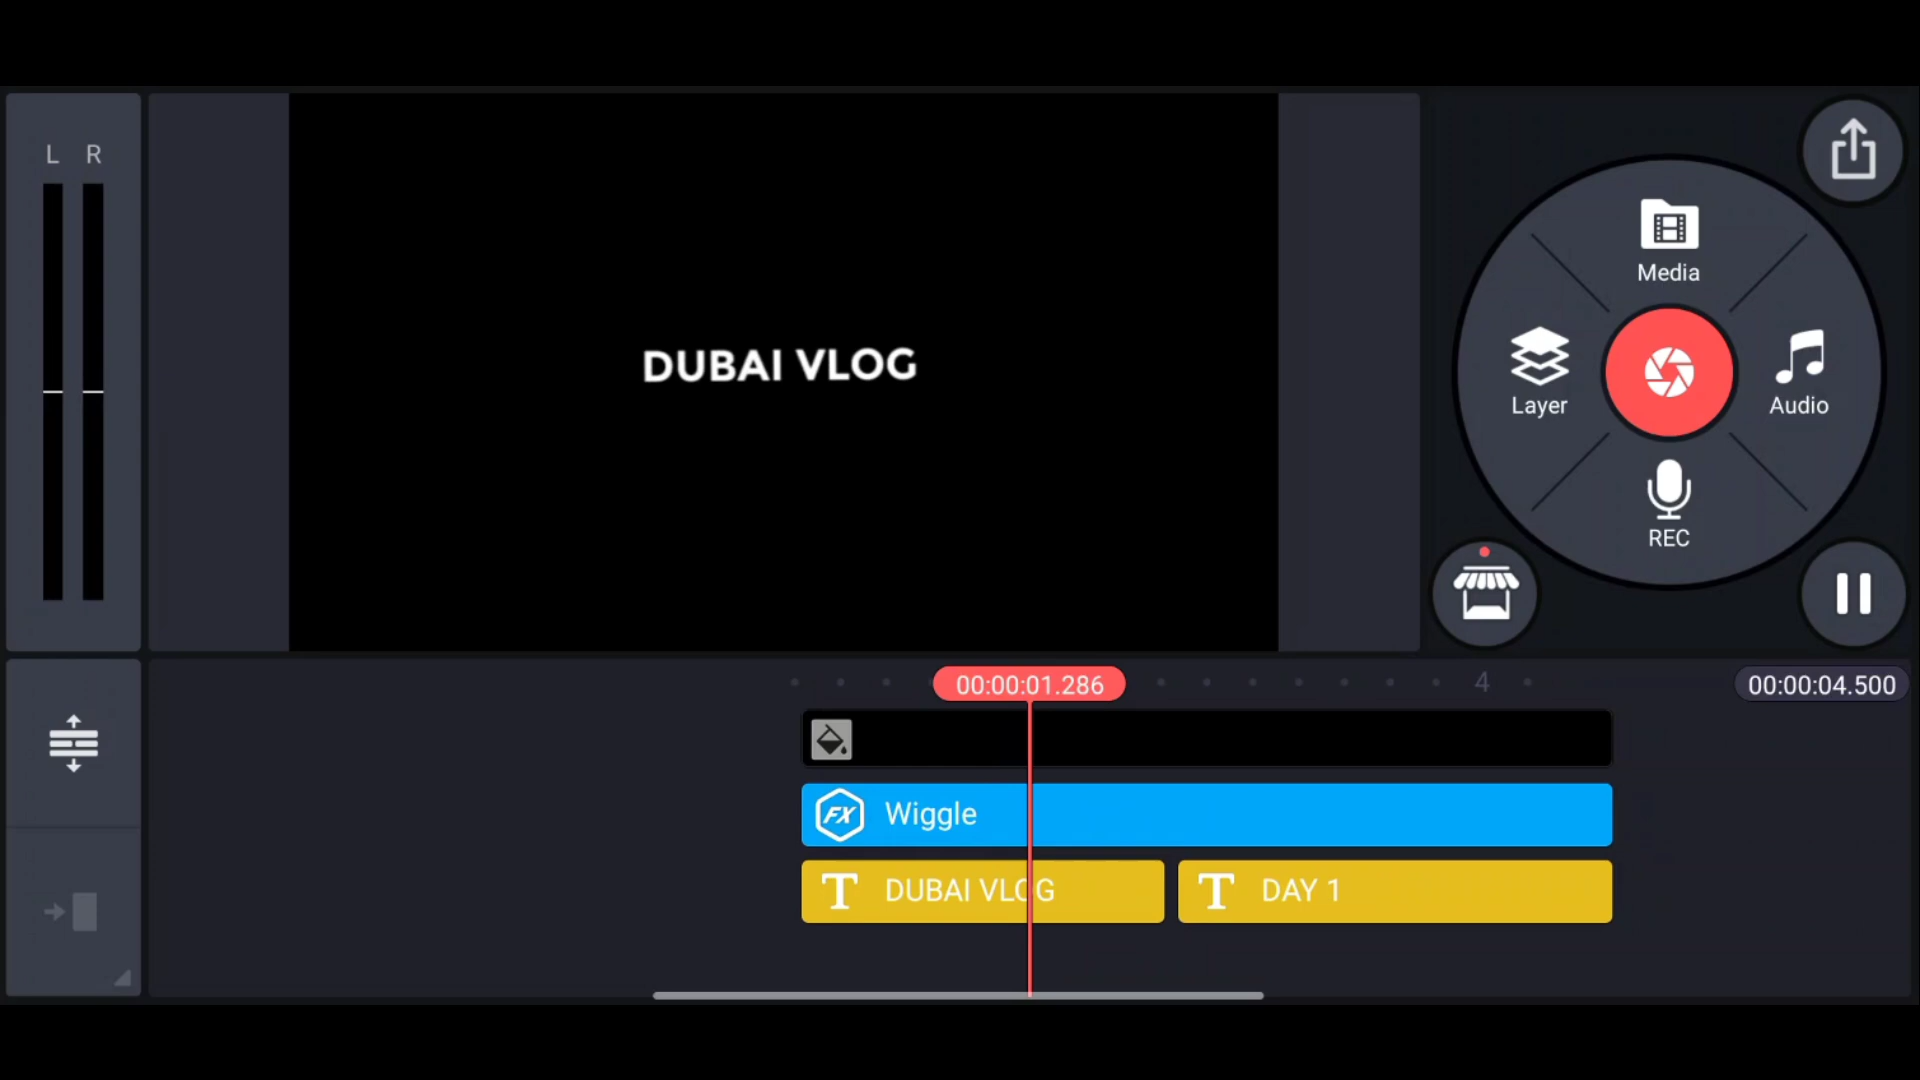 L R
DUBAI VLOG
Media
Layer
Audio
REC
00:00:01.286
4
00:00:04.500
FX Wiggle
T DUBAI VLOG
T DAY 1